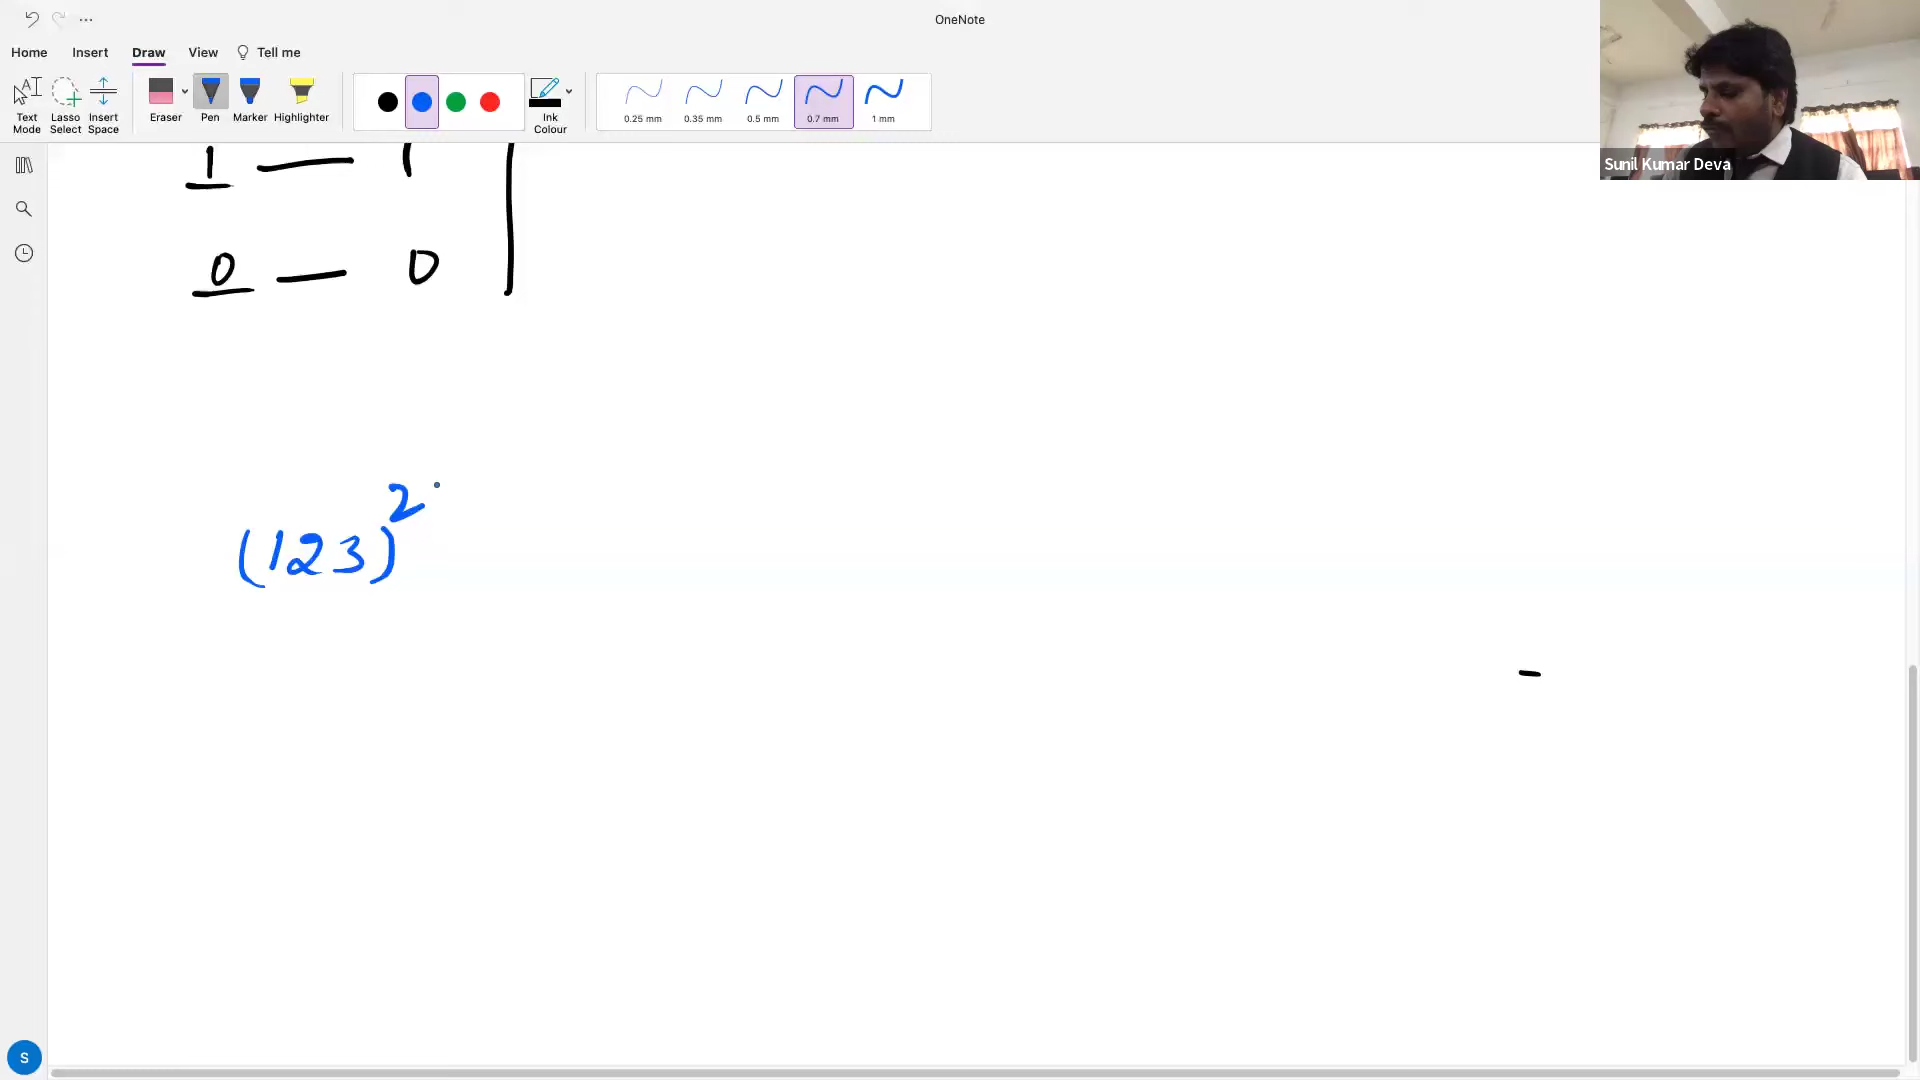 OneNote
Home Insert Draw View Tell me
Text Mode Lasso Select Insert Space Eraser Pen Marker Highlighter Ink Colour 0.25 mm 0.35 mm 0.5 mm 0.7 mm 1 mm
Sunil Kumar Deva
1 — 1
0 — 0
(123)²
S